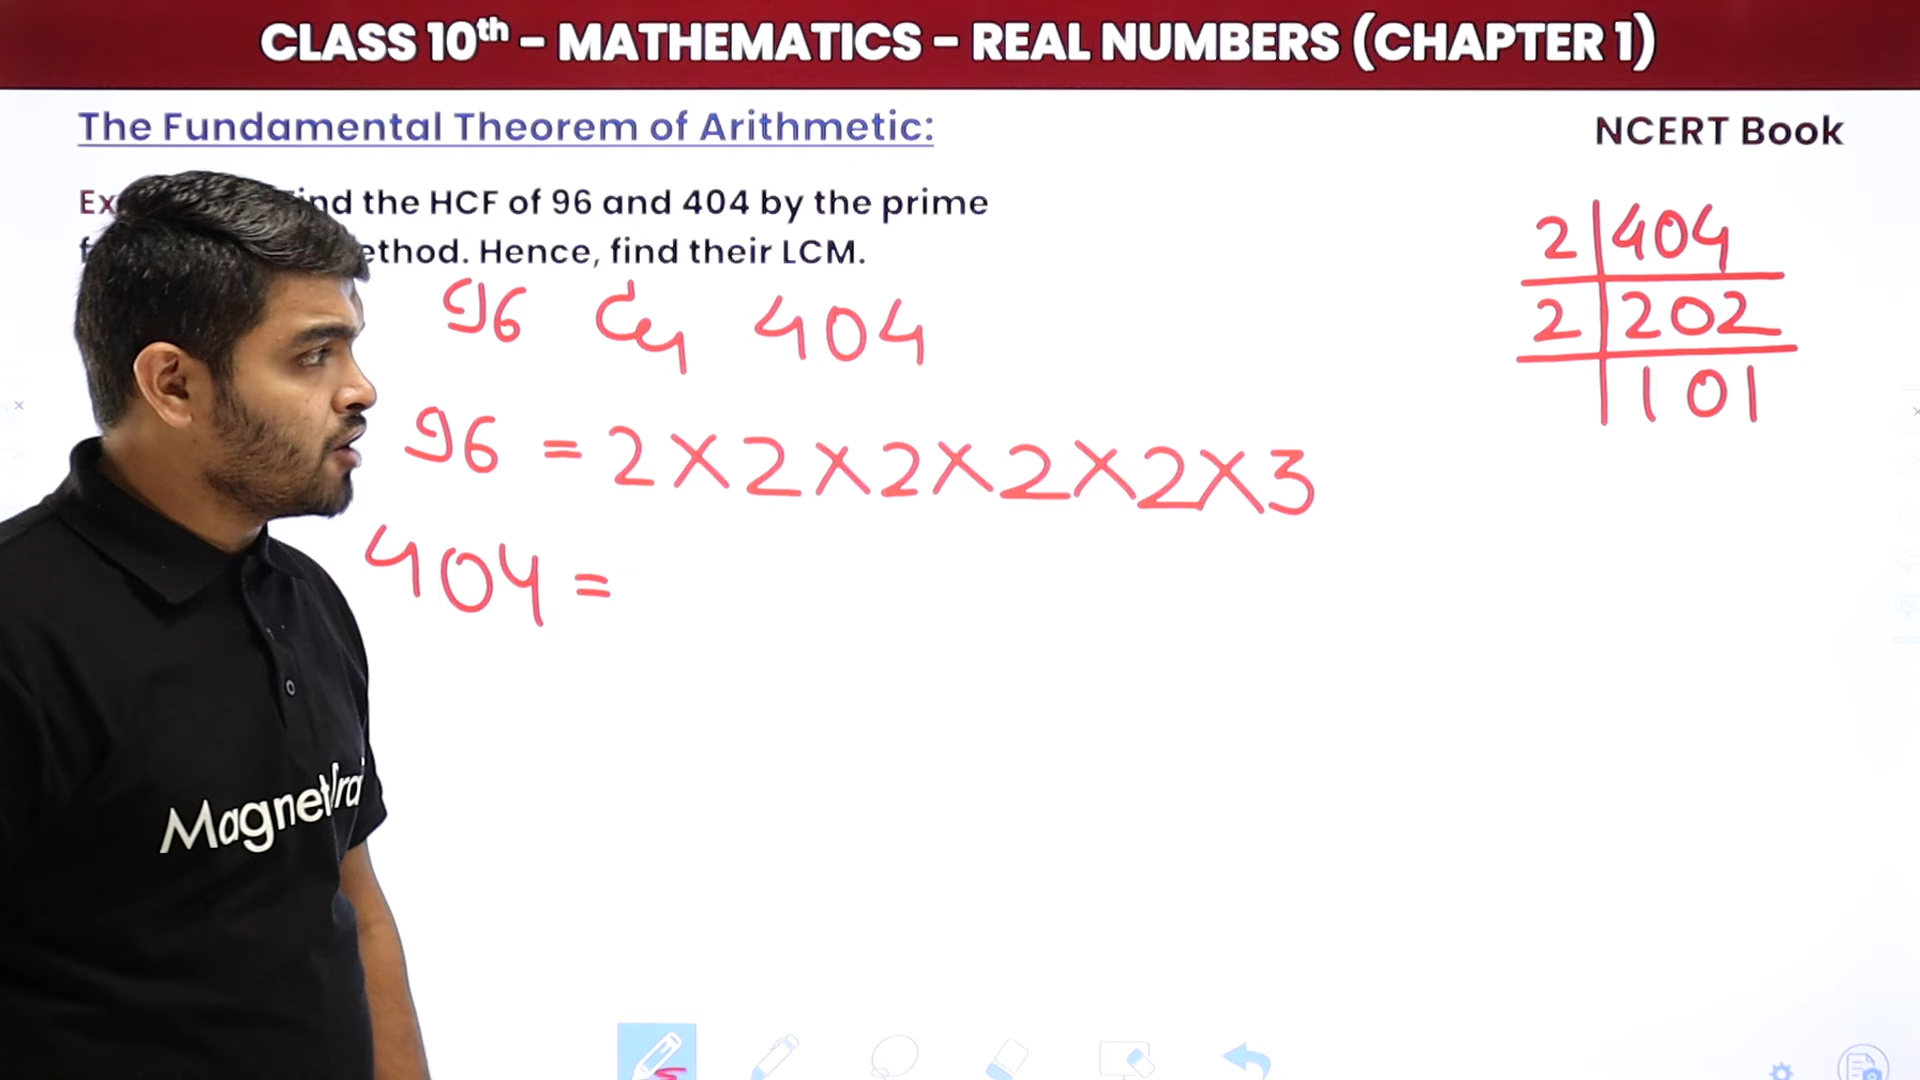 CLASS 10th - MATHEMATICS - REAL NUMBERS (CHAPTER 1)
The Fundamental Theorem of Arithmetic:
NCERT Book
Ex ind the HCF of 96 and 404 by the prime
f ethod. Hence, find their LCM.
96 404
96 = 2 × 2 × 2 × 2 × 2 × 3
404 =
2 | 404
2 | 202
| 101
Magnet Bra